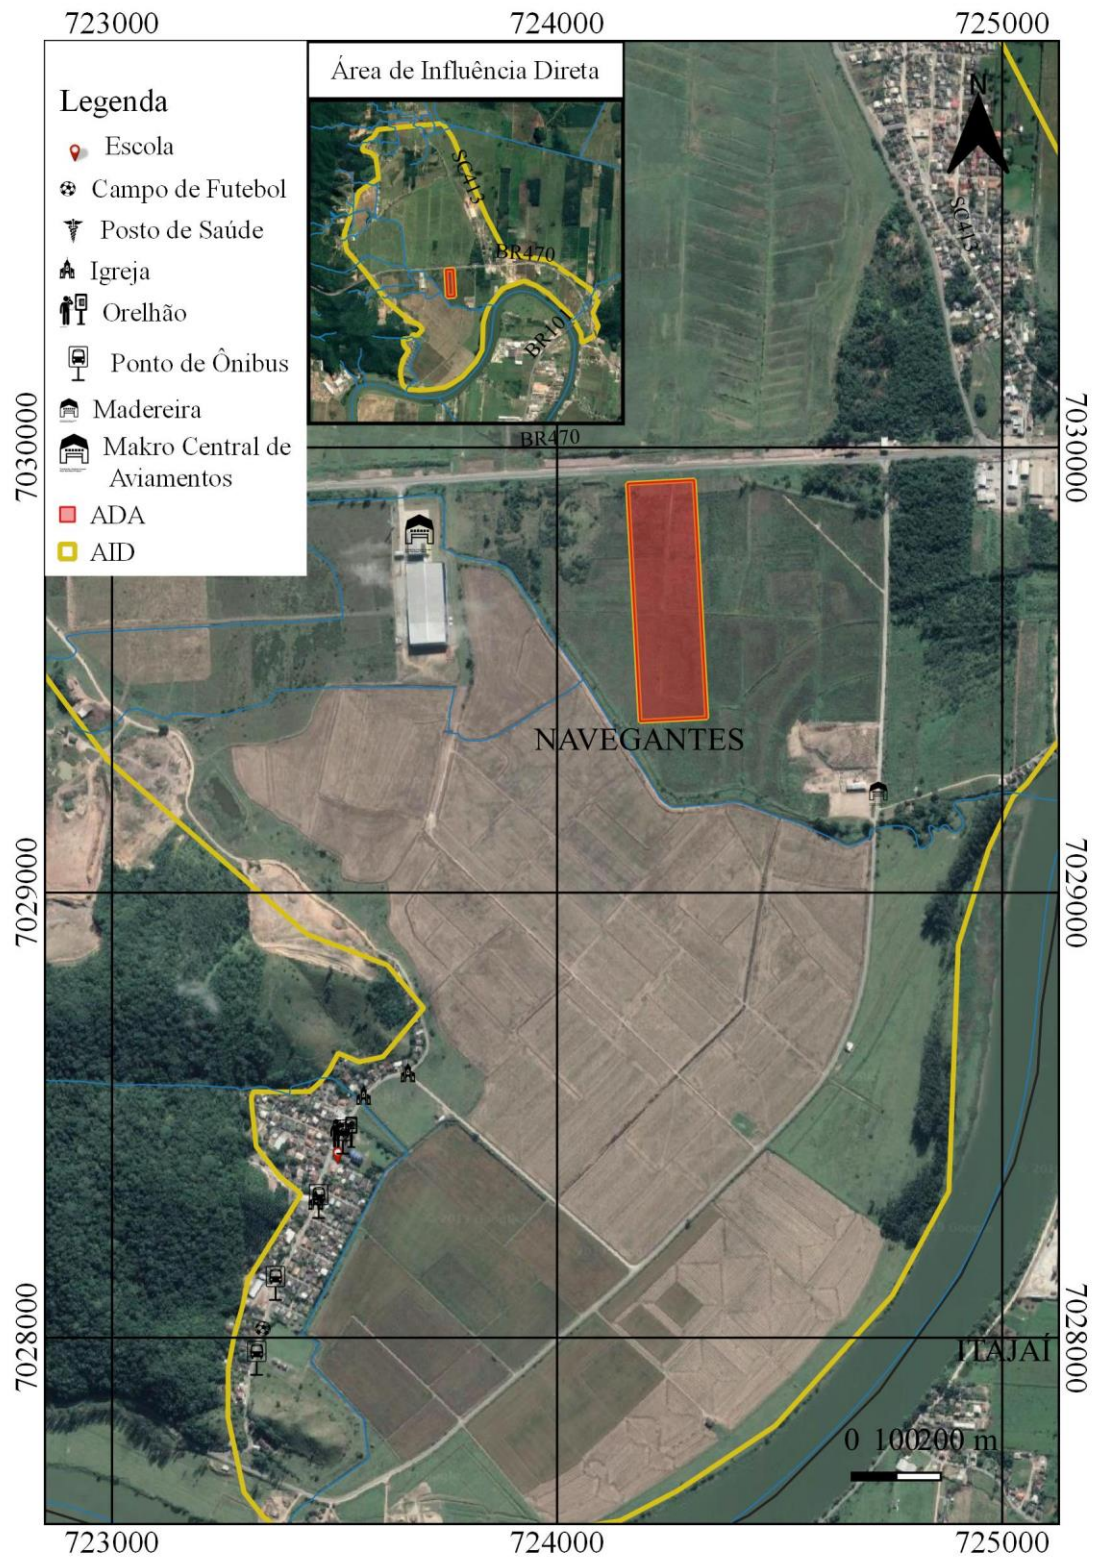 723000
724000
725000
Legenda
Escola
Campo de Futebol
Posto de Saúde
Igreja
Orelhão
Ponto de Ônibus
Madereira
Makro Central de
Aviamentos
ADA
AID
Área de Influência Direta
SC413
BR470
BR101
N
SC413
BR470
7030000
7030000
NAVEGANTES
7029000
7029000
7028000
7028000
ITAJAÍ
0 100200 m
723000
724000
725000